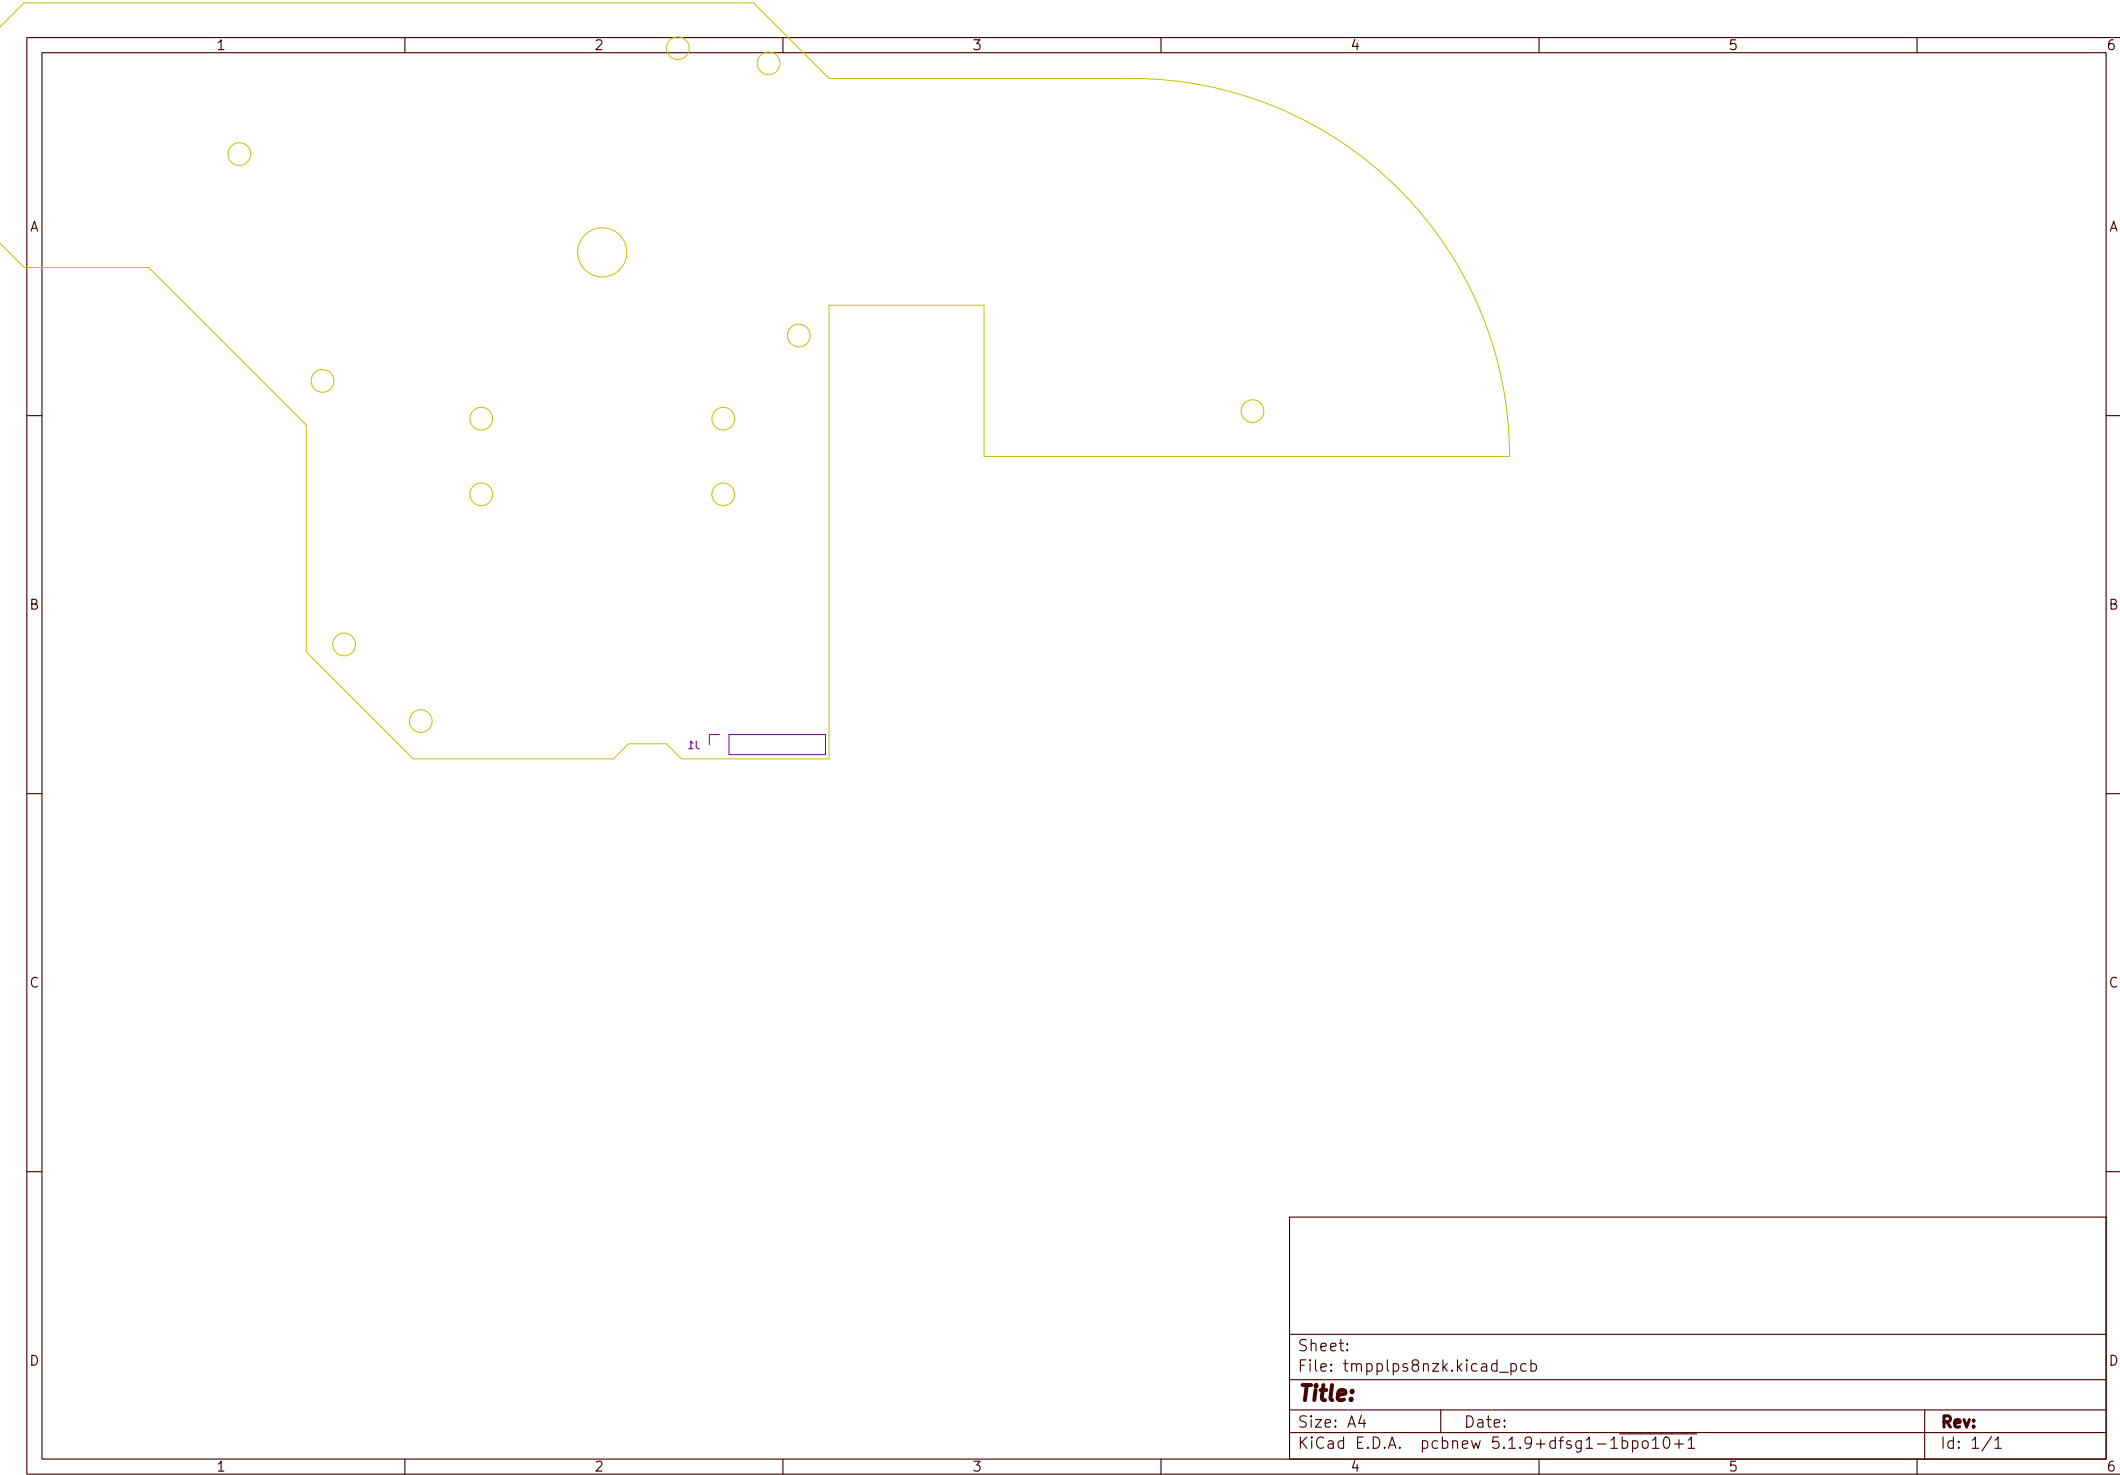 1 2 3 4 5 6
A A
J1
B B
C C
Sheet:
File: tmpplps8nzk.kicad_pcb
D D
Title:
Size: A4 Date: Rev:
KiCad E.D.A. pcbnew 5.1.9+dfsg1-1bpo10+1 Id: 1/1
1 2 3 4 5 6